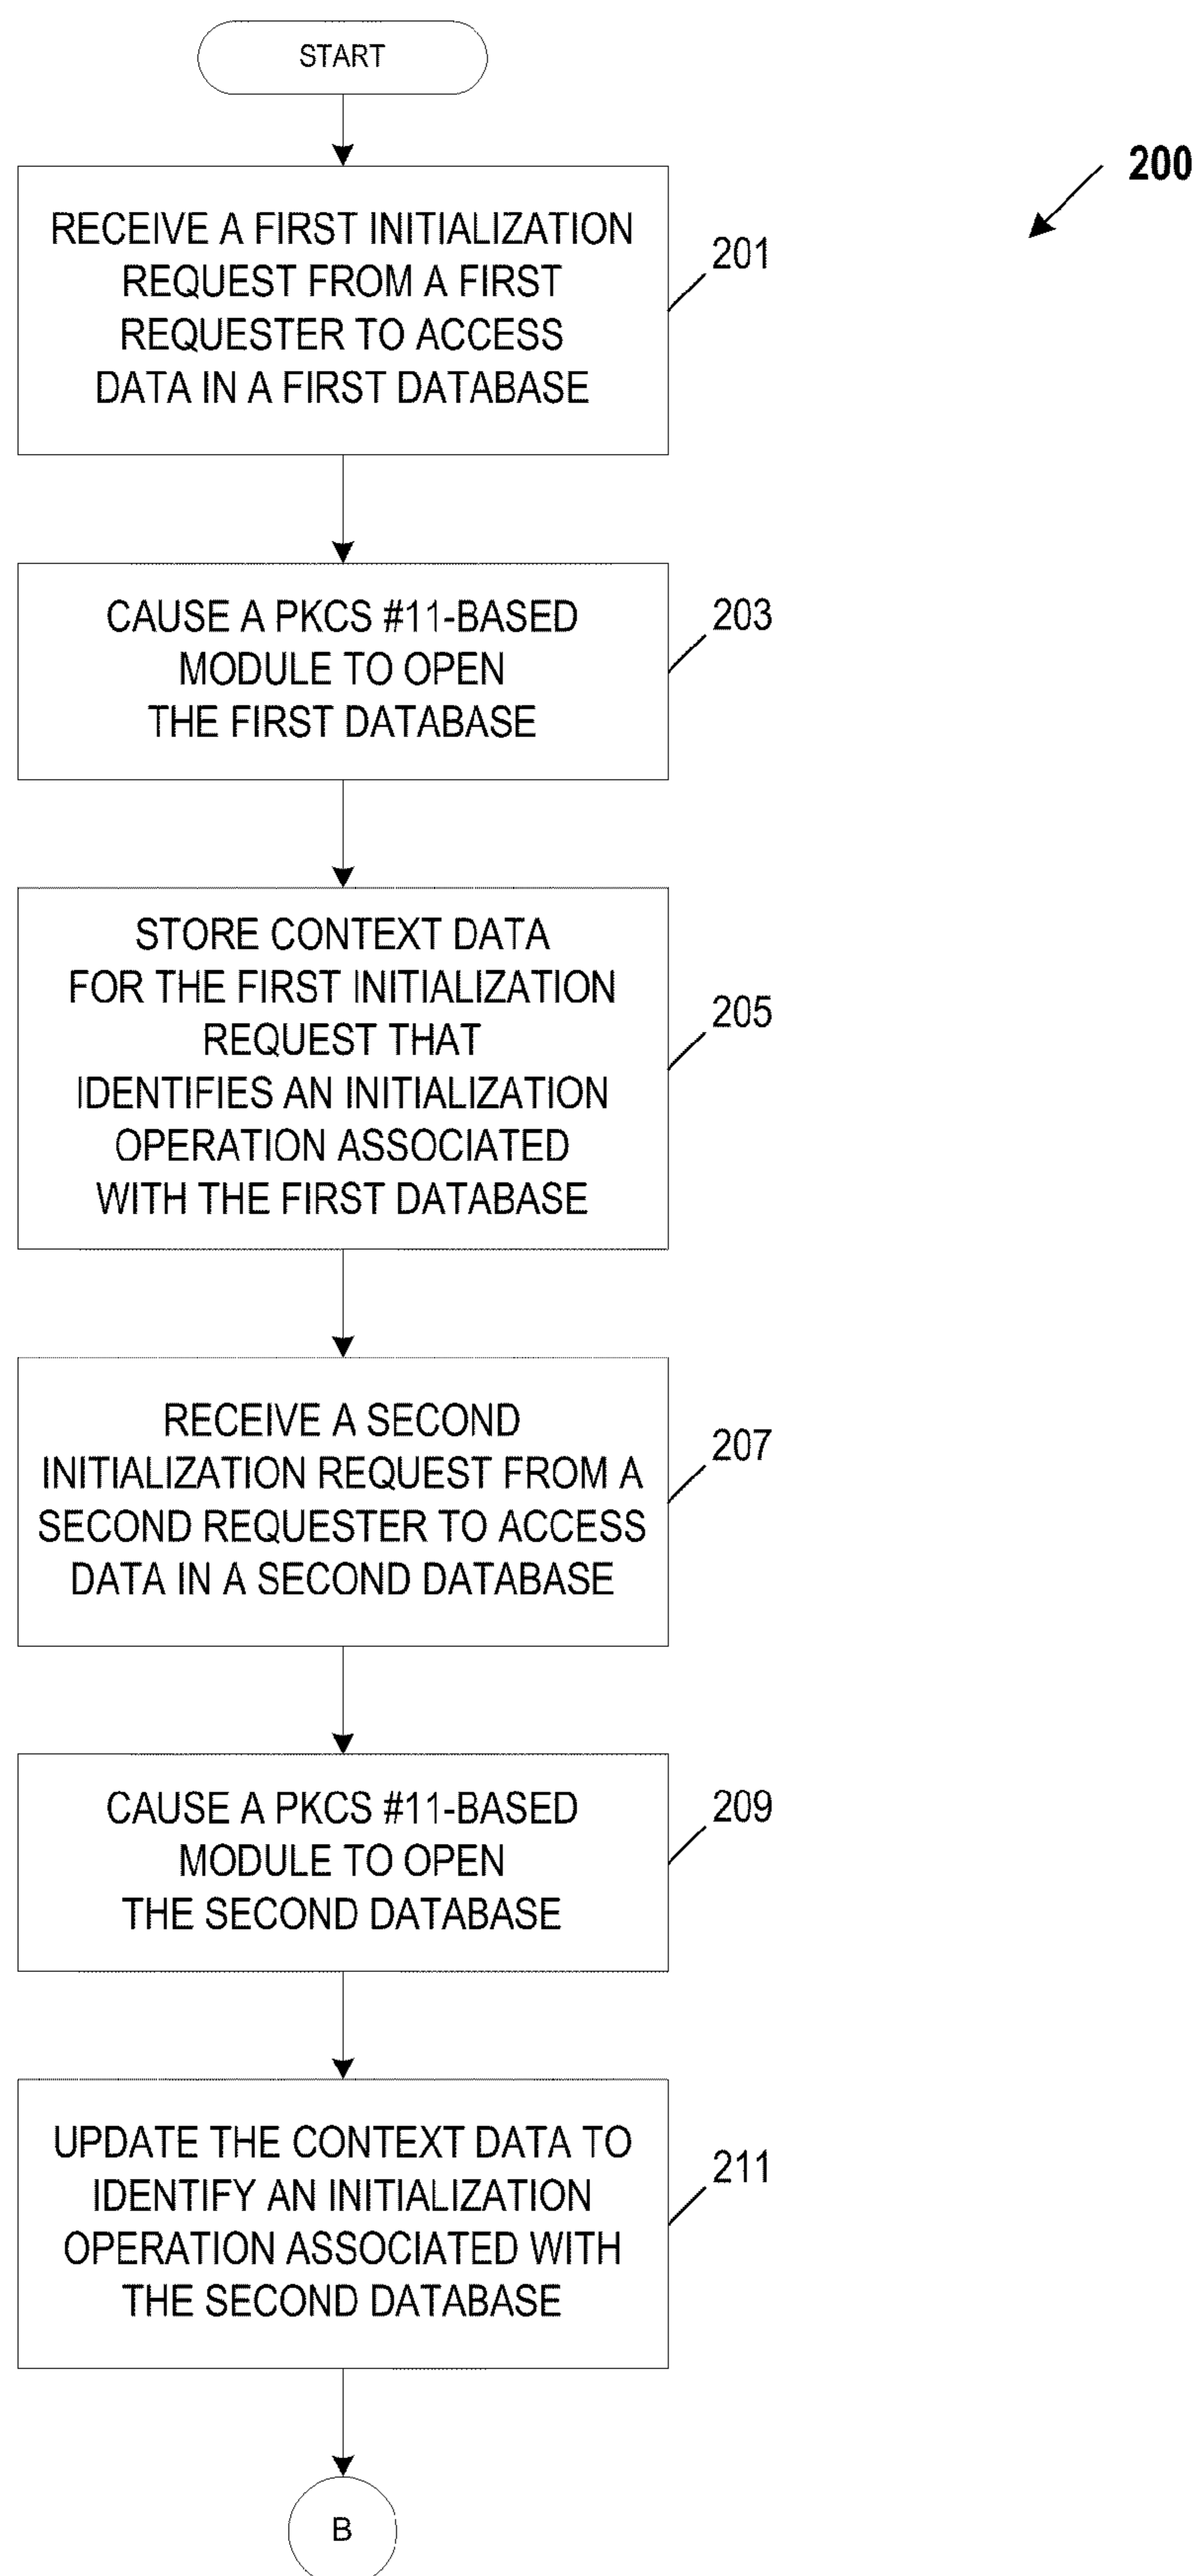 START
200
RECEIVE A FIRST INITIALIZATION
REQUEST FROM A FIRST
REQUESTER TO ACCESS
DATA IN A FIRST DATABASE
201
CAUSE A PKCS #11-BASED
MODULE TO OPEN
THE FIRST DATABASE
203
STORE CONTEXT DATA
FOR THE FIRST INITIALIZATION
REQUEST THAT
IDENTIFIES AN INITIALIZATION
OPERATION ASSOCIATED
WITH THE FIRST DATABASE
205
RECEIVE A SECOND
INITIALIZATION REQUEST FROM A
SECOND REQUESTER TO ACCESS
DATA IN A SECOND DATABASE
207
CAUSE A PKCS #11-BASED
MODULE TO OPEN
THE SECOND DATABASE
209
UPDATE THE CONTEXT DATA TO
IDENTIFY AN INITIALIZATION
OPERATION ASSOCIATED WITH
THE SECOND DATABASE
211
B